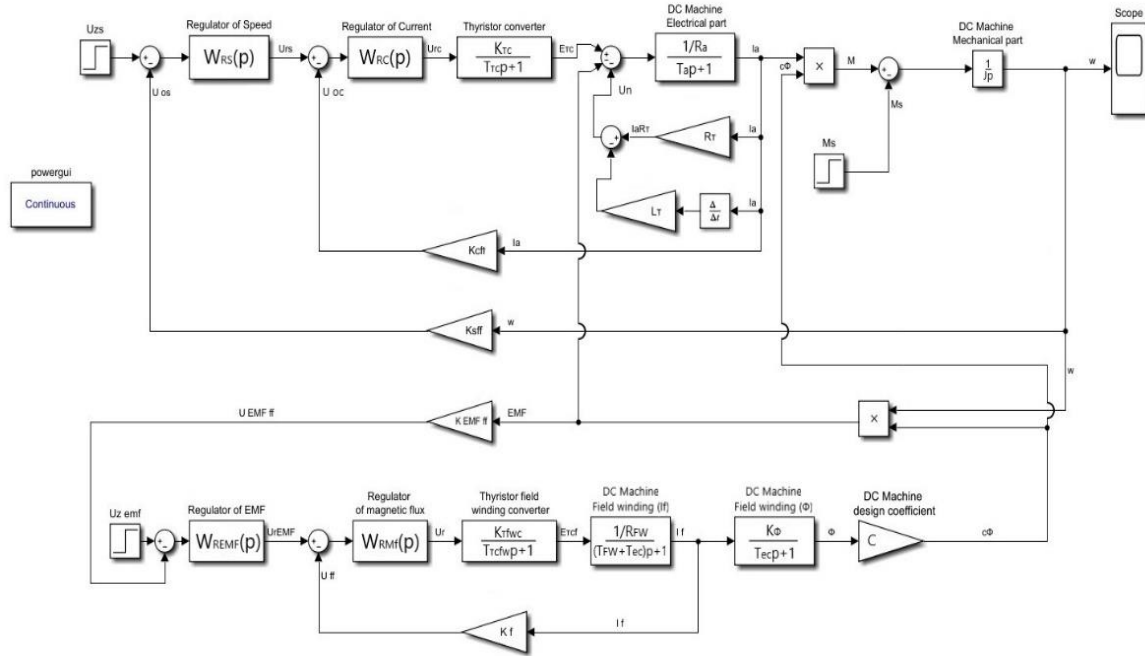 Uzs
Regulator of Speed
WRS(p)
Urs
U os
Regulator of Current
WRC(p)
Urc
U oc
Thyristor converter
KTC
TTCp+1
ETC
DC Machine
Electrical part
1/Ra
Tap+1
Ia
cΦ
×
M
Ms
DC Machine
Mechanical part
1
Jp
w
Scope
Un
IaRT
RT
Ia
Ms
LT
Δ
Δt
Ia
powergui
Continuous
Kcft
Ia
Ksff
w
w
U EMF ff
K EMF ff
EMF
×
Uz emf
Regulator of EMF
WREMF(p)
UrEMF
Regulator
of magnetic flux
WRMf(p)
Ur
U ff
Thyristor field
winding converter
KTfwc
TTcfwp+1
ETcf
DC Machine
Field winding (If)
1/RFW
(TFW+Tec)p+1
I f
DC Machine
Field winding (Φ)
KΦ
Tecp+1
Φ
DC Machine
design coefficient
C
cΦ
K f
I f